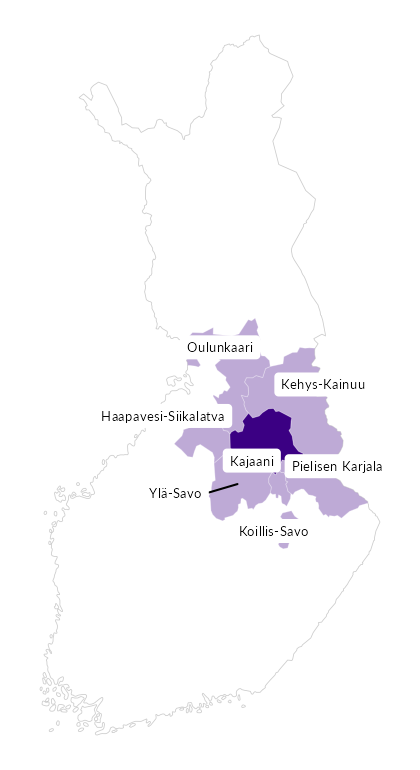 Oulunkaari
Kehys-Kainuu
Haapavesi-Siikalatva
Kajaani
Pielisen Karjala
Ylä-Savo
Koillis-Savo